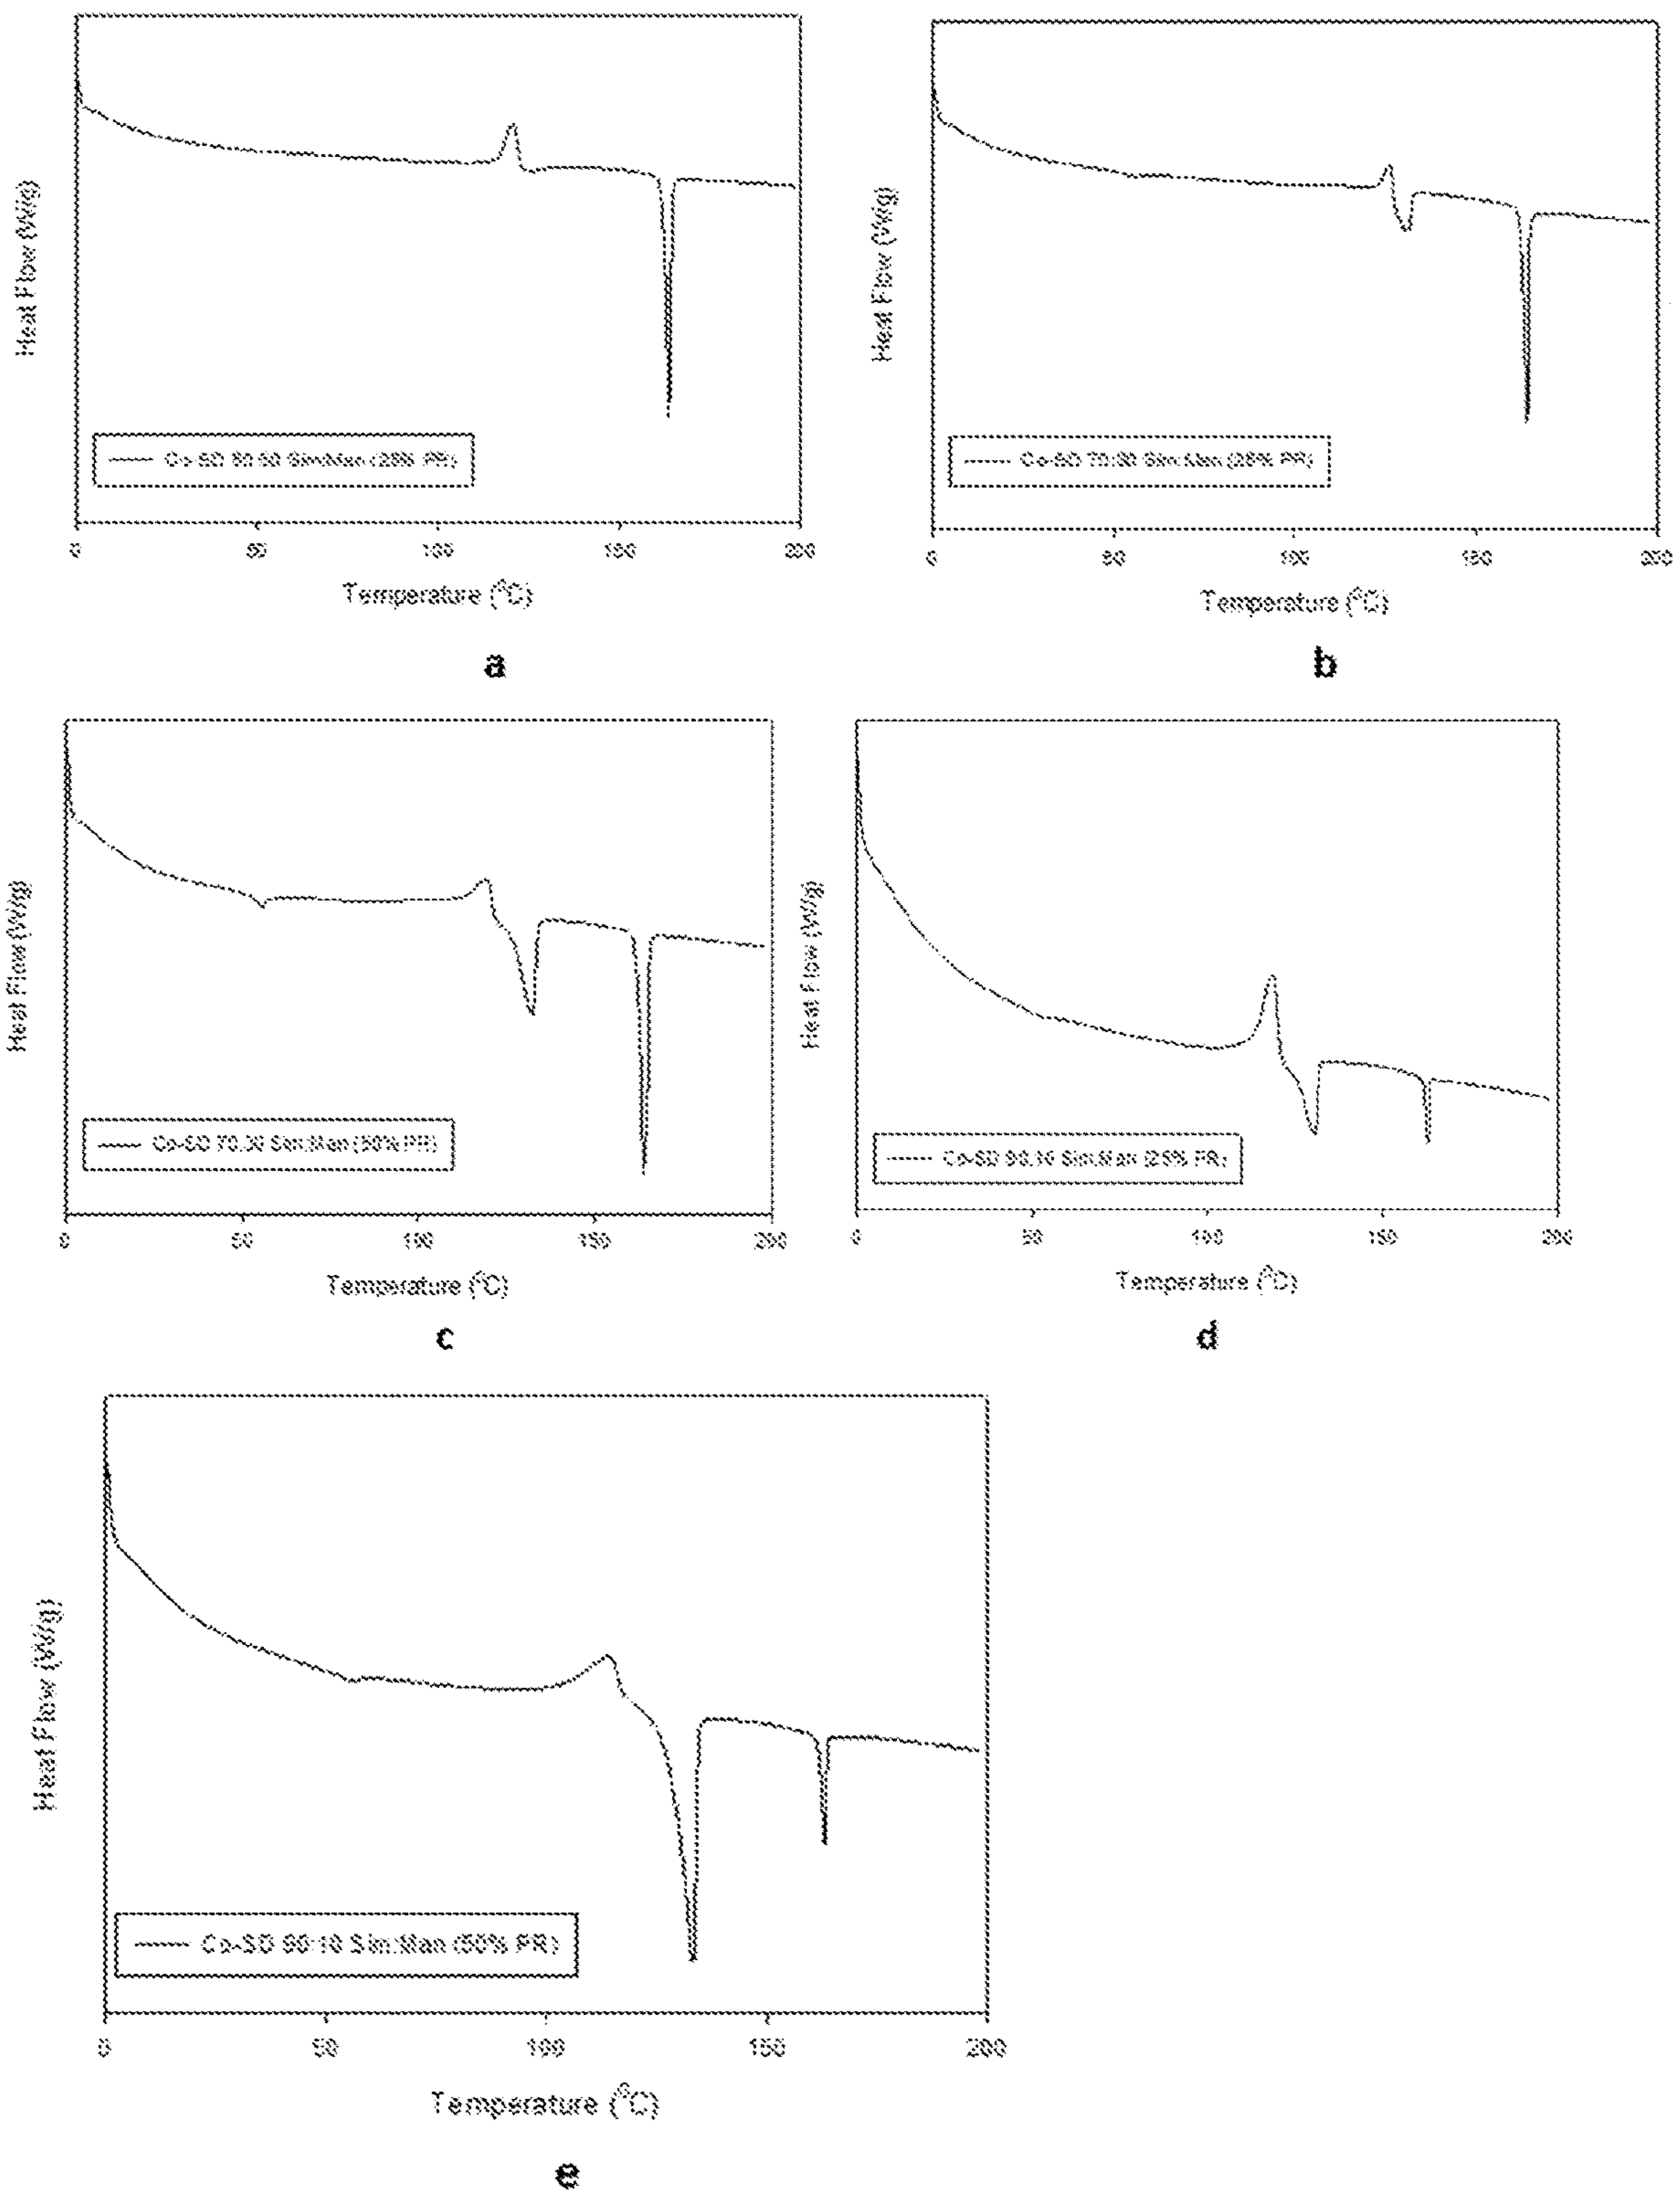 Heat Flow (W/g)
Co-SD 50:50 Sim:Man (25% PR)
0 50 100 150 200
Temperature (°C)
a
Heat Flow (W/g)
Co-SD 70:30 Sim:Man (25% PR)
0 50 100 150 200
Temperature (°C)
b
Heat Flow (W/g)
Co-SD 70:30 Sim:Man (50% PR)
0 50 100 150 200
Temperature (°C)
c
Heat Flow (W/g)
Co-SD 90:10 Sim:Man (25% PR)
0 50 100 150 200
Temperature (°C)
d
Heat Flow (W/g)
Co-SD 90:10 Sim:Man (50% PR)
0 50 100 150 200
Temperature (°C)
e